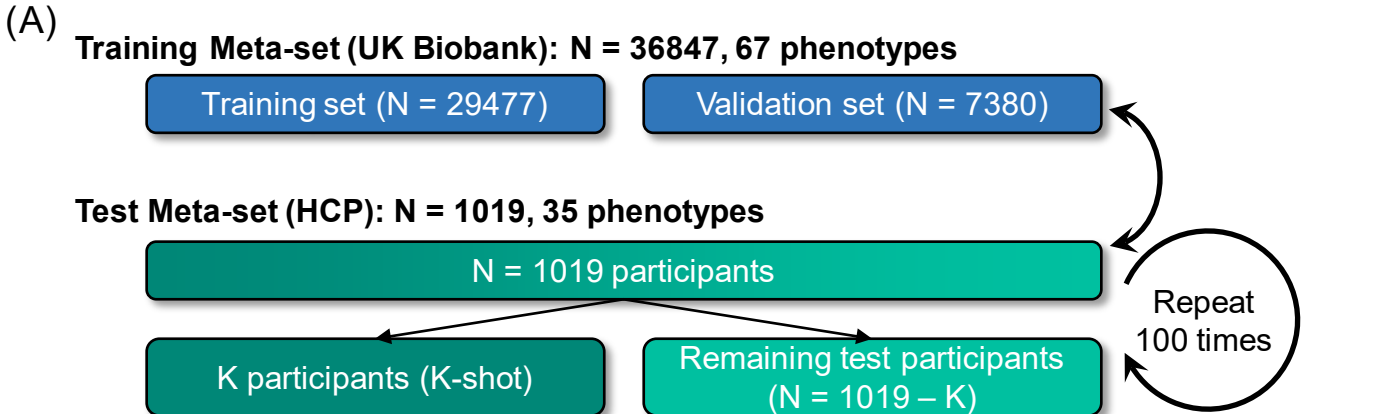 (A)
Training Meta-set (UK Biobank): N = 36847, 67 phenotypes
Training set (N = 29477)
Validation set (N = 7380)
Test Meta-set (HCP): N = 1019, 35 phenotypes
N = 1019 participants
Repeat
100 times
K participants (K-shot)
Remaining test participants
(N = 1019 – K)